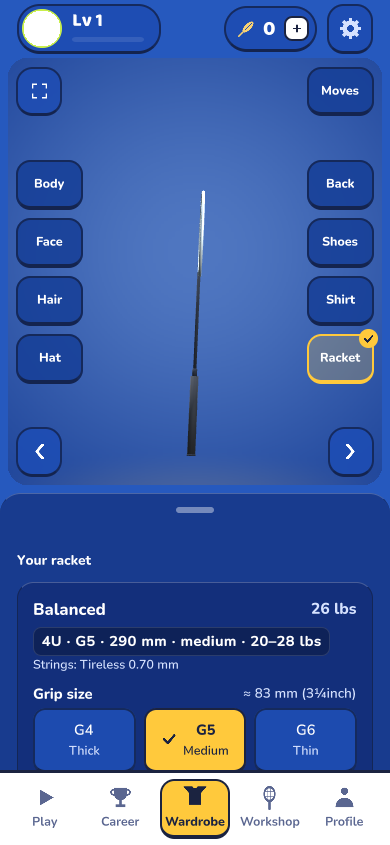 Lv 1
0
+
Moves
Body
Back
Face
Shoes
Hair
Shirt
Hat
Racket
Your racket
Balanced
26 lbs
4U · G5 · 290 mm · medium · 20–28 lbs
Strings: Tireless 0.70 mm
Grip size
≈ 83 mm (3¼inch)
G4
Thick
G5
Medium
G6
Thin
Play
Career
Wardrobe
Workshop
Profile